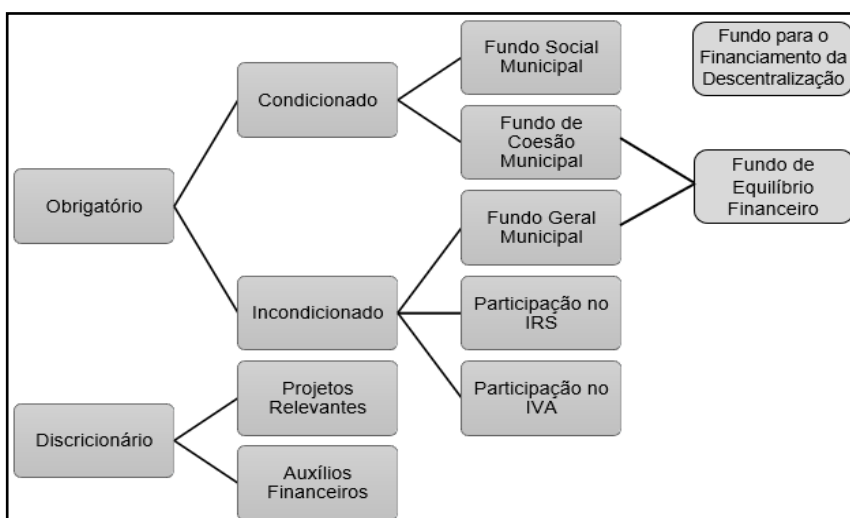 Obrigatório
Condicionado
Fundo Social
Municipal
Fundo de
Coesão
Municipal
Incondicionado
Fundo Geral
Municipal
Participação no
IRS
Participação no
IVA
Fundo para o
Financiamento da
Descentralização
Fundo de
Equilíbrio
Financeiro
Discricionário
Projetos
Relevantes
Auxílios
Financeiros